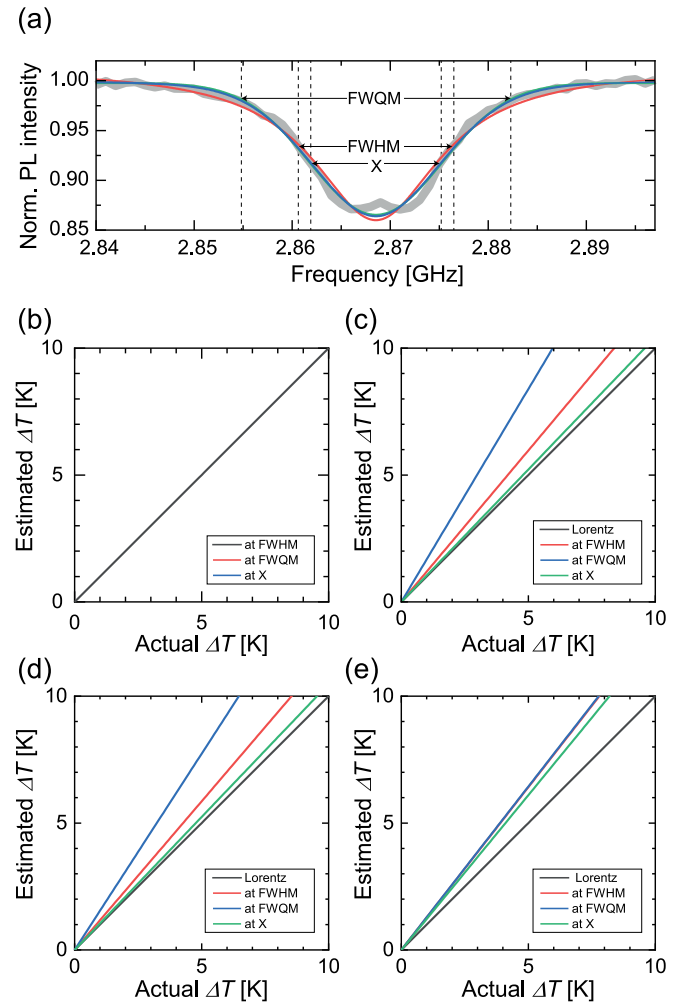 (a)
Norm. PL intensity
1.00
0.95
0.90
0.85
FWQM
FWHM
X
2.84 2.85 2.86 2.87 2.88 2.89
Frequency [GHz]
(b) (c)
Estimated ΔT [K]
10
5
0
at FWHM
at FWQM
at X
0 5 10
Actual ΔT [K]
Estimated ΔT [K]
10
5
0
Lorentz
at FWHM
at FWQM
at X
0 5 10
Actual ΔT [K]
(d) (e)
Estimated ΔT [K]
10
5
0
Lorentz
at FWHM
at FWQM
at X
0 5 10
Actual ΔT [K]
Estimated ΔT [K]
10
5
0
Lorentz
at FWHM
at FWQM
at X
0 5 10
Actual ΔT [K]